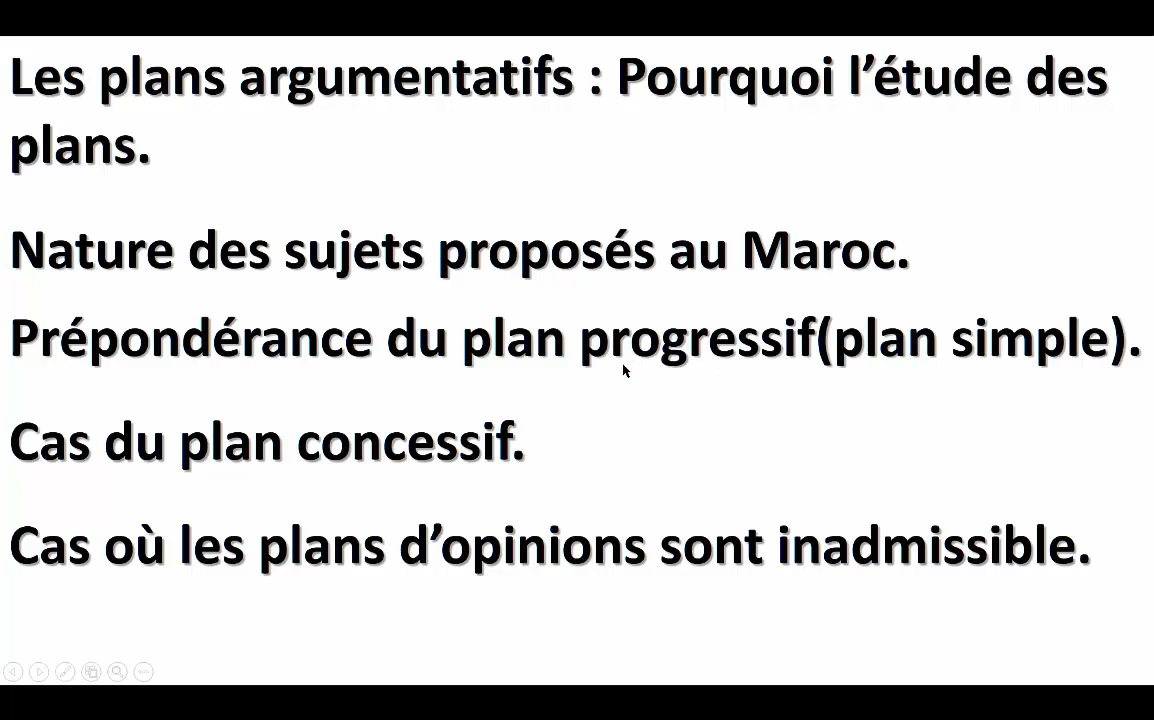 Les plans argumentatifs : Pourquoi l’étude des
plans.
Nature des sujets proposés au Maroc.
Prépondérance du plan progressif(plan simple).
Cas du plan concessif.
Cas où les plans d’opinions sont inadmissible.